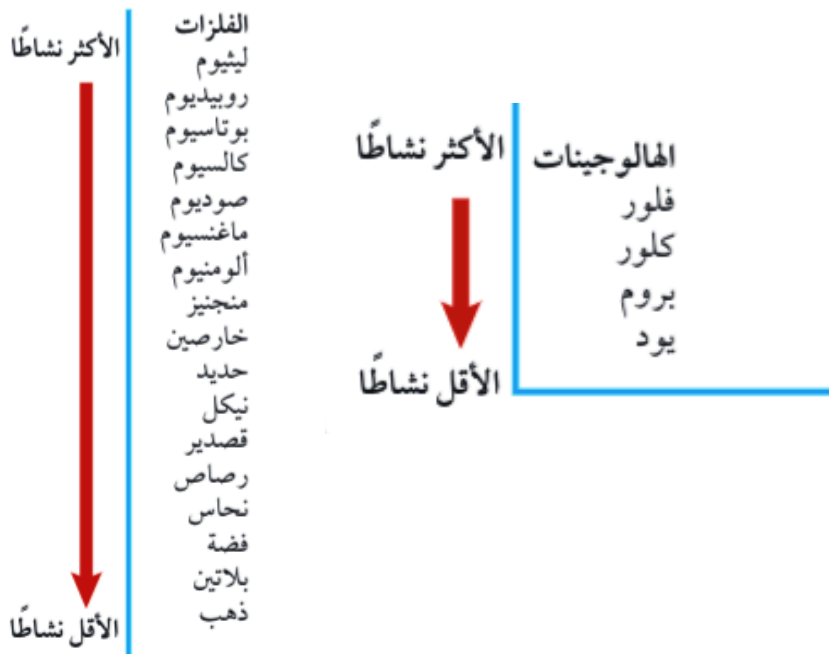 الفلزات
الأكثر نشاطًا
ليثيوم
روبيديوم
بوتاسيوم
كالسيوم
صوديوم
ماغنسيوم
ألومنيوم
منجنيز
خارصين
حديد
نيكل
قصدير
رصاص
نحاس
فضة
بلاتين
ذهب
الأقل نشاطًا
الهالوجينات
الأكثر نشاطًا
فلور
كلور
بروم
يود
الأقل نشاطًا